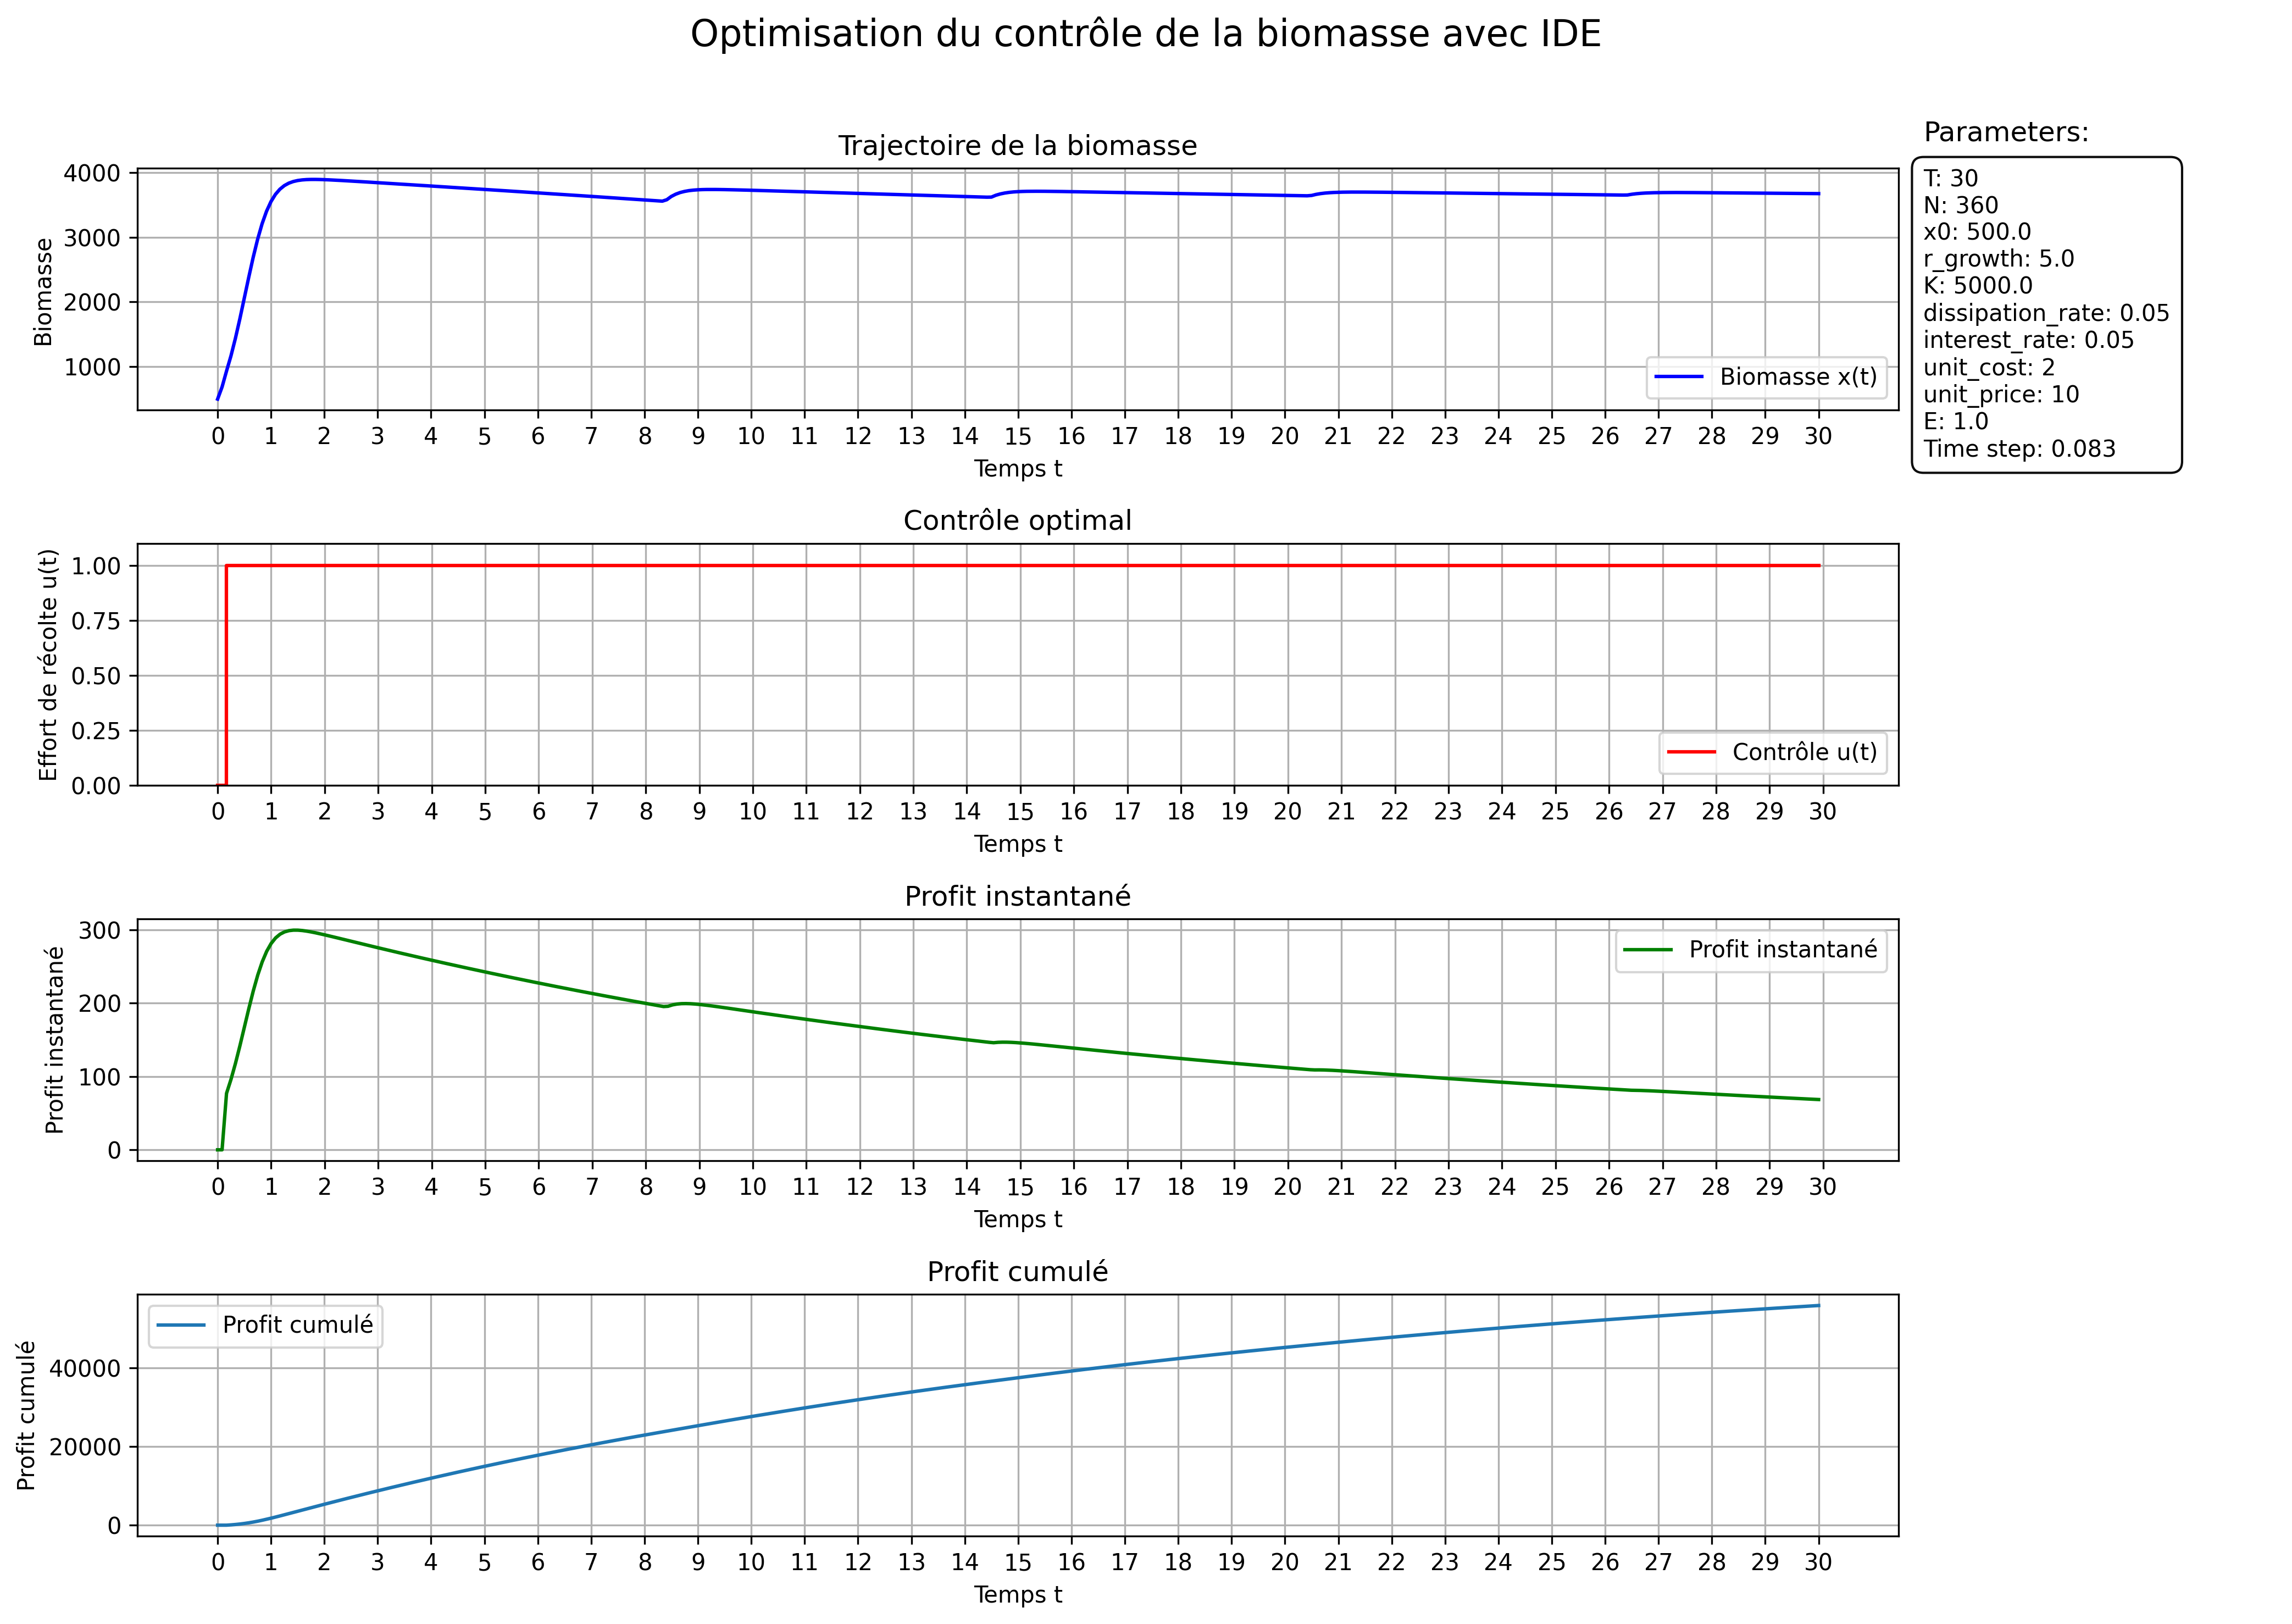 Optimisation du contrôle de la biomasse avec IDE
Trajectoire de la biomasse
Biomasse
4000
3000
2000
1000
Biomasse x(t)
0 1 2 3 4 5 6 7 8 9 10 11 12 13 14 15 16 17 18 19 20 21 22 23 24 25 26 27 28 29 30
Temps t
Parameters:
T: 30
N: 360
x0: 500.0
r_growth: 5.0
K: 5000.0
dissipation_rate: 0.05
interest_rate: 0.05
unit_cost: 2
unit_price: 10
E: 1.0
Time step: 0.083
Contrôle optimal
Effort de récolte u(t)
1.00
0.75
0.50
0.25
0.00
Contrôle u(t)
0 1 2 3 4 5 6 7 8 9 10 11 12 13 14 15 16 17 18 19 20 21 22 23 24 25 26 27 28 29 30
Temps t
Profit instantané
Profit instantané
300
200
100
0
Profit instantané
0 1 2 3 4 5 6 7 8 9 10 11 12 13 14 15 16 17 18 19 20 21 22 23 24 25 26 27 28 29 30
Temps t
Profit cumulé
Profit cumulé
40000
20000
0
Profit cumulé
0 1 2 3 4 5 6 7 8 9 10 11 12 13 14 15 16 17 18 19 20 21 22 23 24 25 26 27 28 29 30
Temps t